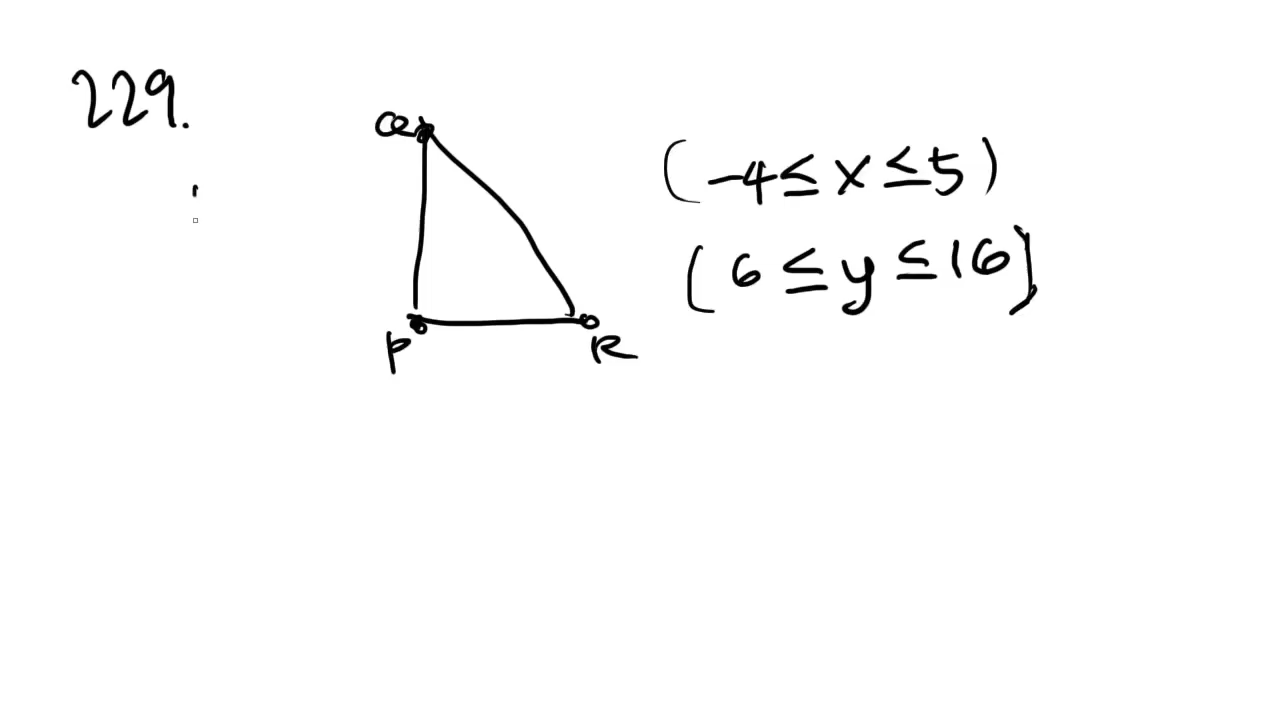 229.
Q
(-4 ≤ x ≤ 5)
(6 ≤ y ≤ 16)
P
R